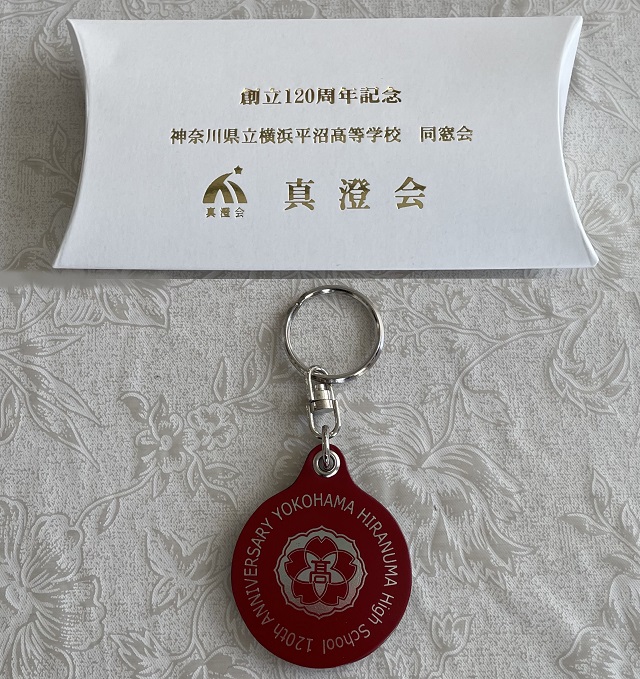 創立120周年記念
神奈川県立横浜平沼高等学校　同窓会
真澄会
真 澄 会
120th ANNIVERSARY YOKOHAMA HIRANUMA High School
髙